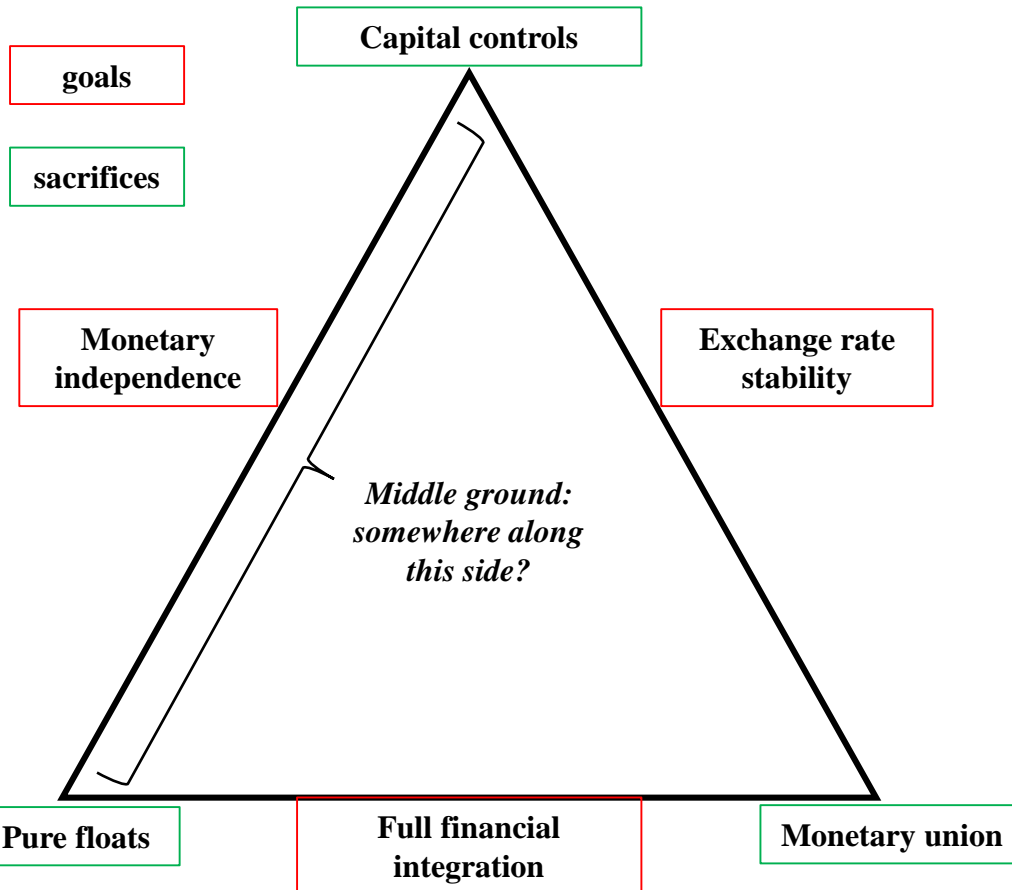 Capital controls
goals
sacrifices
Monetary
independence
Exchange rate
stability
Middle ground:
somewhere along
this side?
Pure floats
Full financial
integration
Monetary union